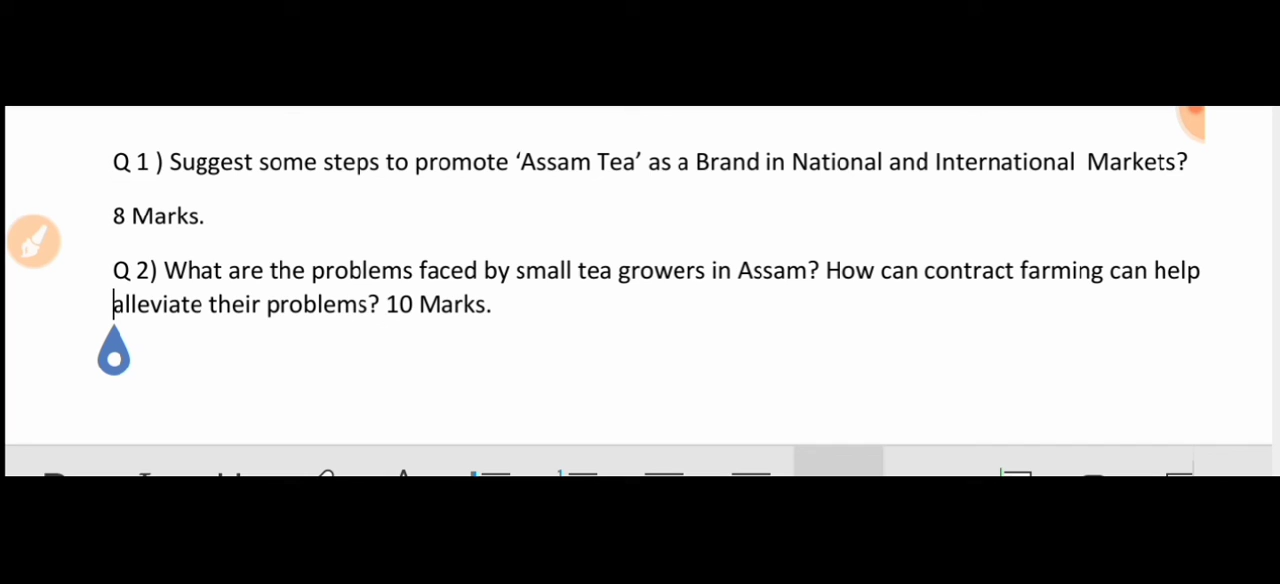 Q 1 ) Suggest some steps to promote ‘Assam Tea’ as a Brand in National and International  Markets?
8 Marks.
Q 2) What are the problems faced by small tea growers in Assam? How can contract farming can help
alleviate their problems? 10 Marks.